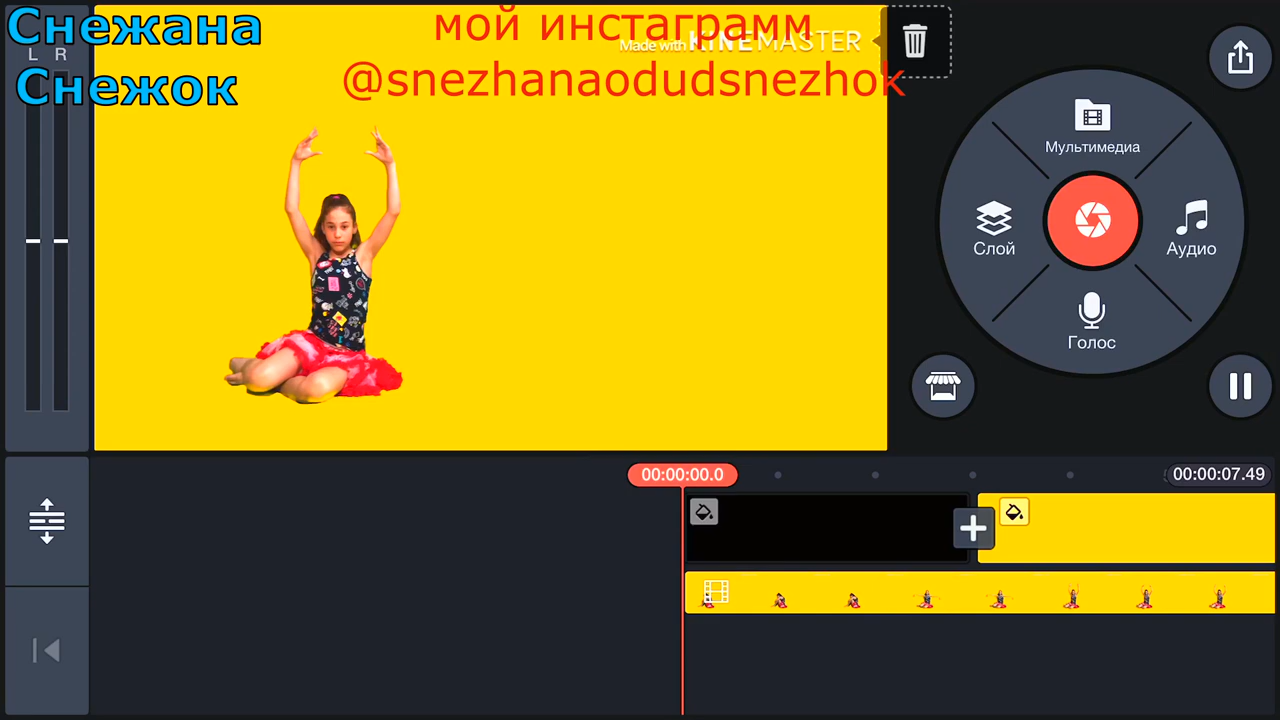 Снежана
мой инстаграмм
Made with KINEMASTER
L R
Снежок
@snezhanaodudsnezhok
Мультимедиа
Слой
Аудио
Голос
00:00:00.0
00:00:07.49